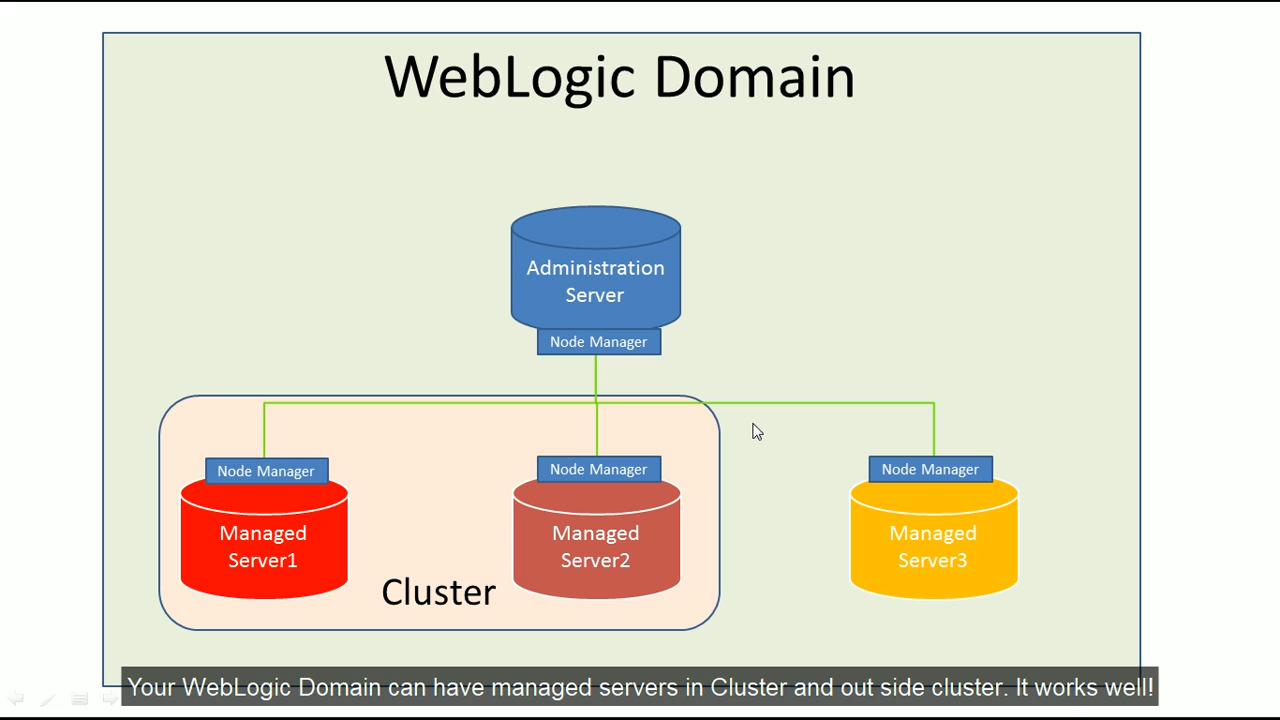 WebLogic Domain
Administration
Server
Node Manager
Node Manager
Node Manager
Node Manager
Managed
Server1
Managed
Server2
Managed
Server3
Cluster
Your WebLogic Domain can have managed servers in Cluster and out side cluster. It works well!